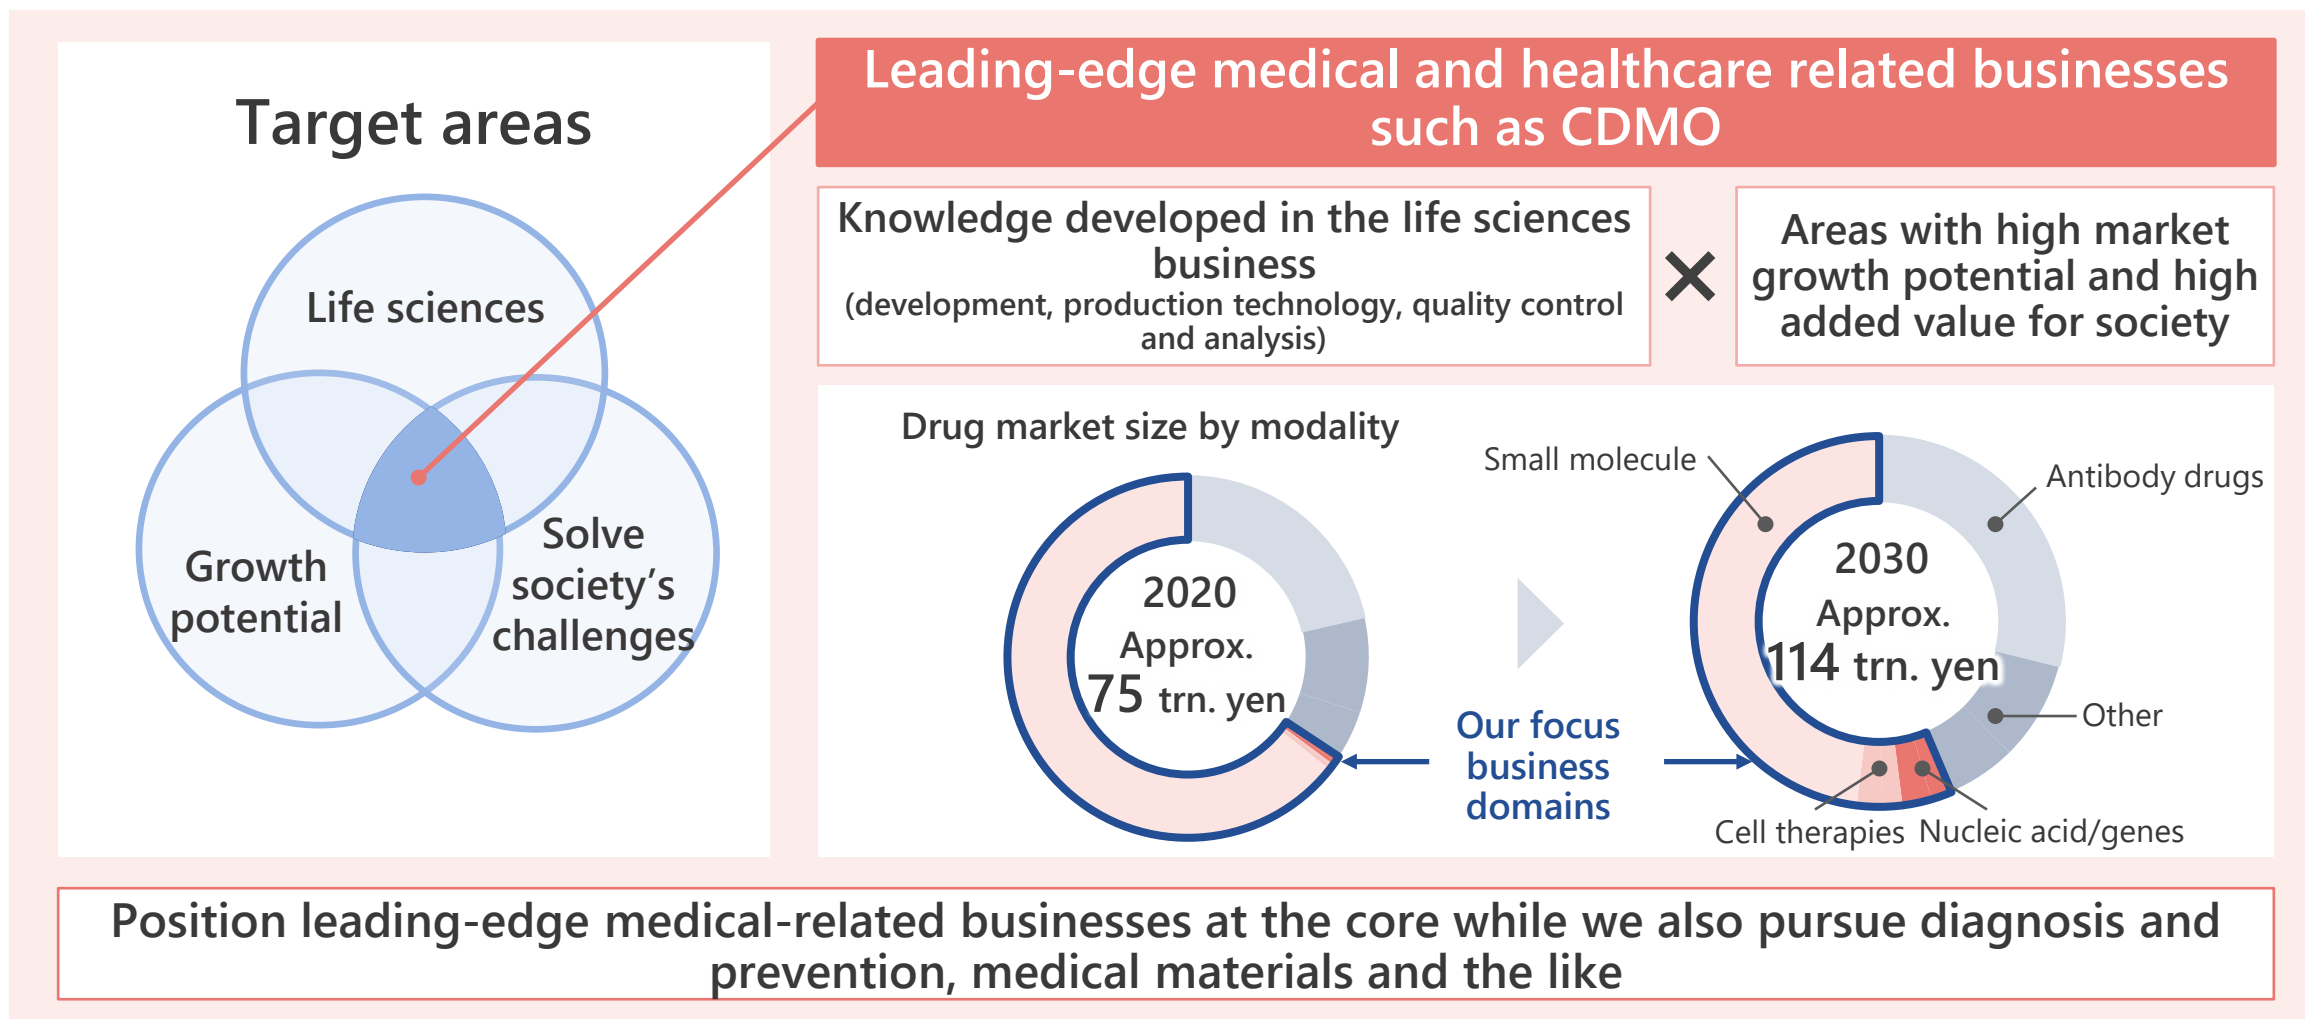 Target areas
Life sciences
Growth
potential
Solve
society's
challenges
Leading-edge medical and healthcare related businesses
such as CDMO
Knowledge developed in the life sciences
business
(development, production technology, quality control
and analysis)
×
Areas with high market
growth potential and high
added value for society
Drug market size by modality
2020
Approx.
75 trn. yen
Our focus
business
domains
Small molecule
Antibody drugs
2030
Approx.
114 trn. yen
Other
Cell therapies
Nucleic acid/genes
Position leading-edge medical-related businesses at the core while we also pursue diagnosis and
prevention, medical materials and the like